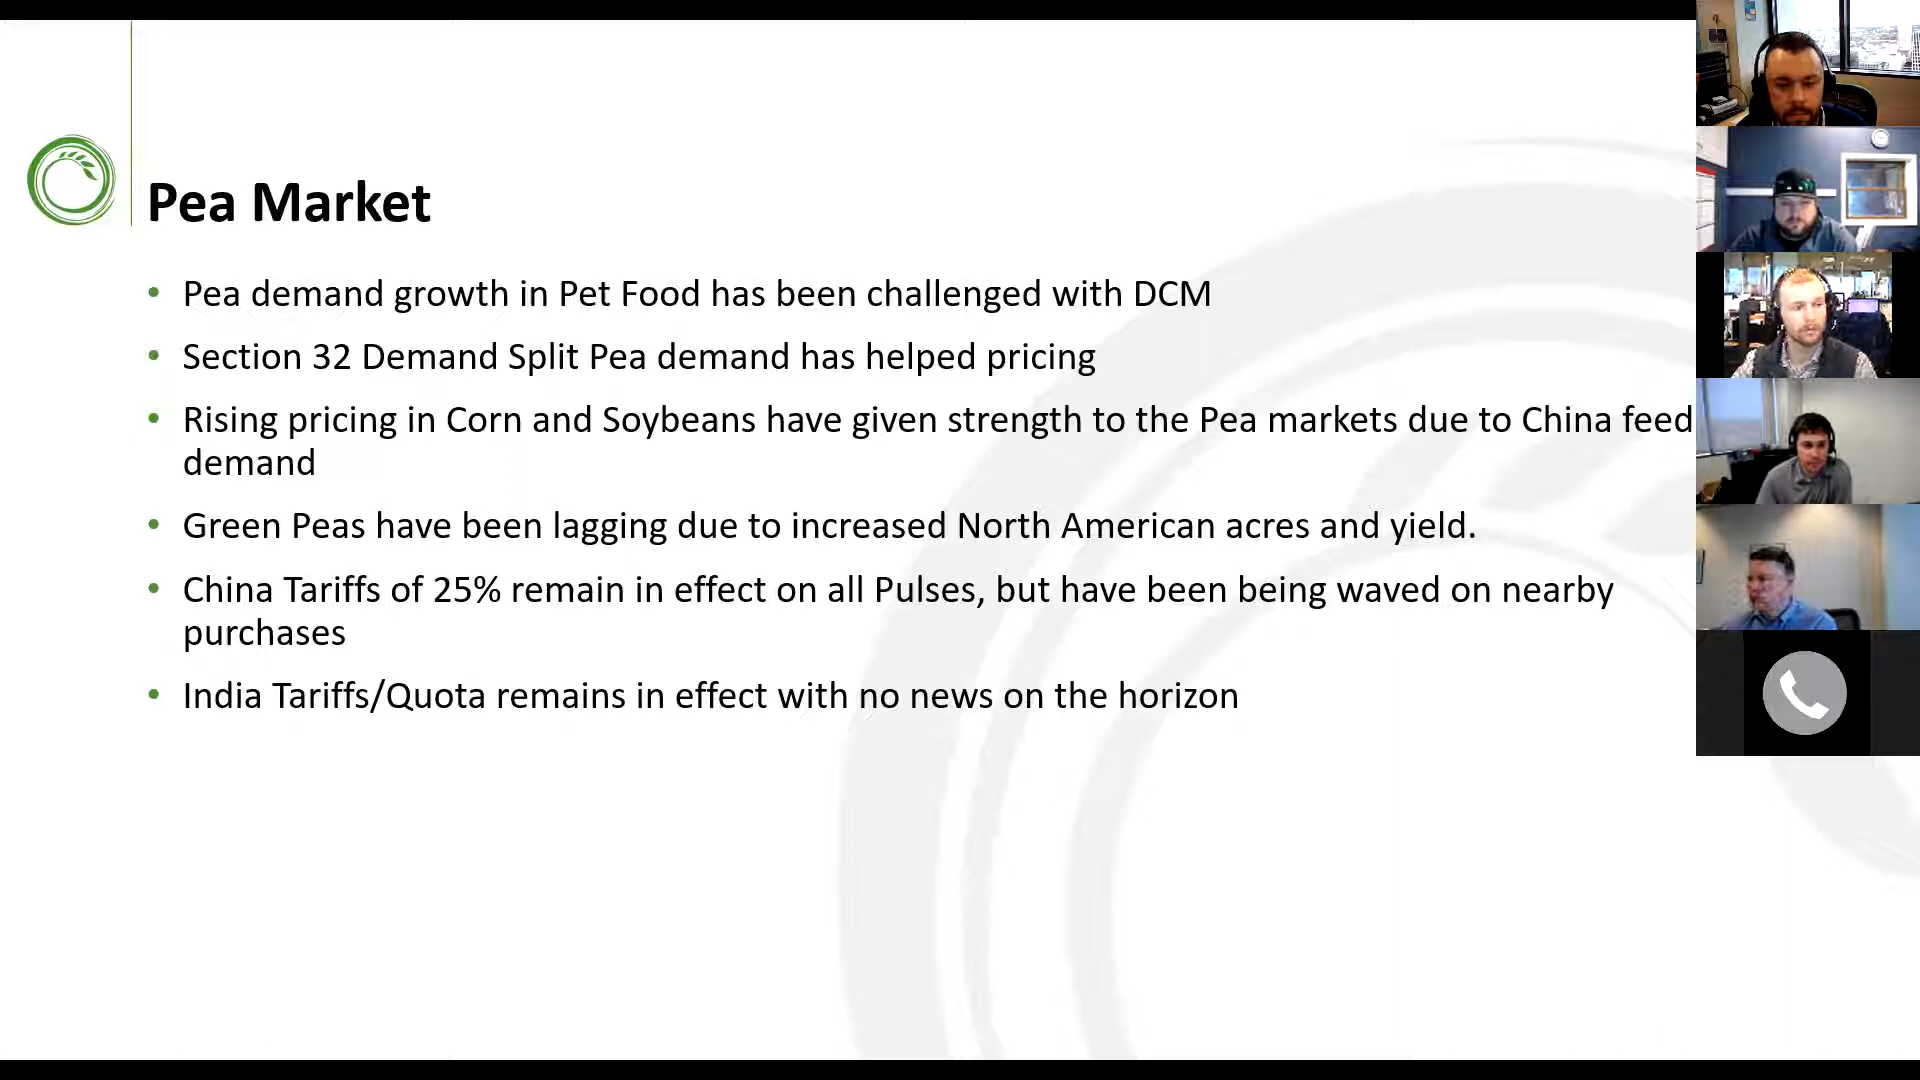 Pea Market
• Pea demand growth in Pet Food has been challenged with DCM
• Section 32 Demand Split Pea demand has helped pricing
• Rising pricing in Corn and Soybeans have given strength to the Pea markets due to China feed
demand
• Green Peas have been lagging due to increased North American acres and yield.
• China Tariffs of 25% remain in effect on all Pulses, but have been being waved on nearby
purchases
• India Tariffs/Quota remains in effect with no news on the horizon